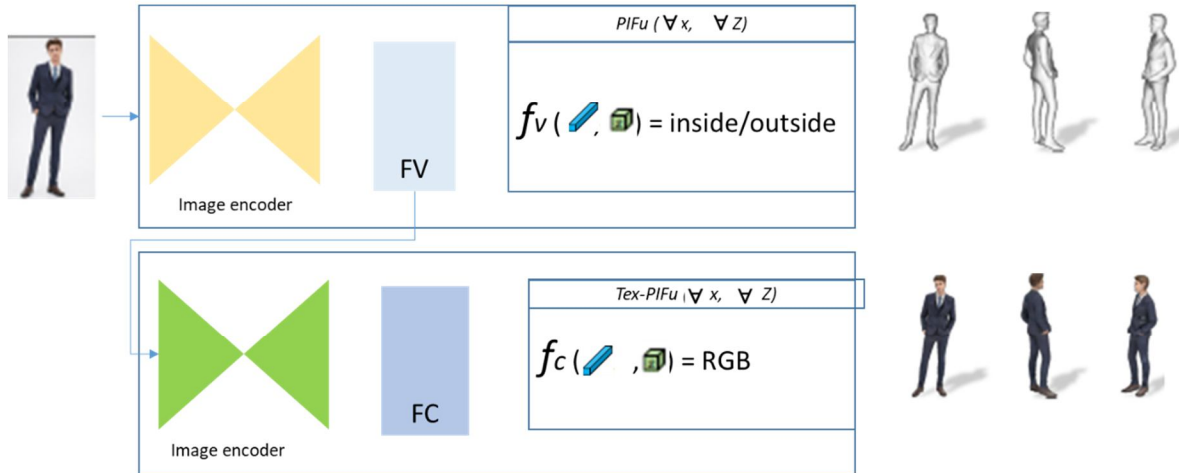 PIFu (∀ x, ∀ Z)
fv ( , ) = inside/outside
FV
Image encoder
Tex-PIFu (∀ x, ∀ Z)
fc ( , ) = RGB
FC
Image encoder